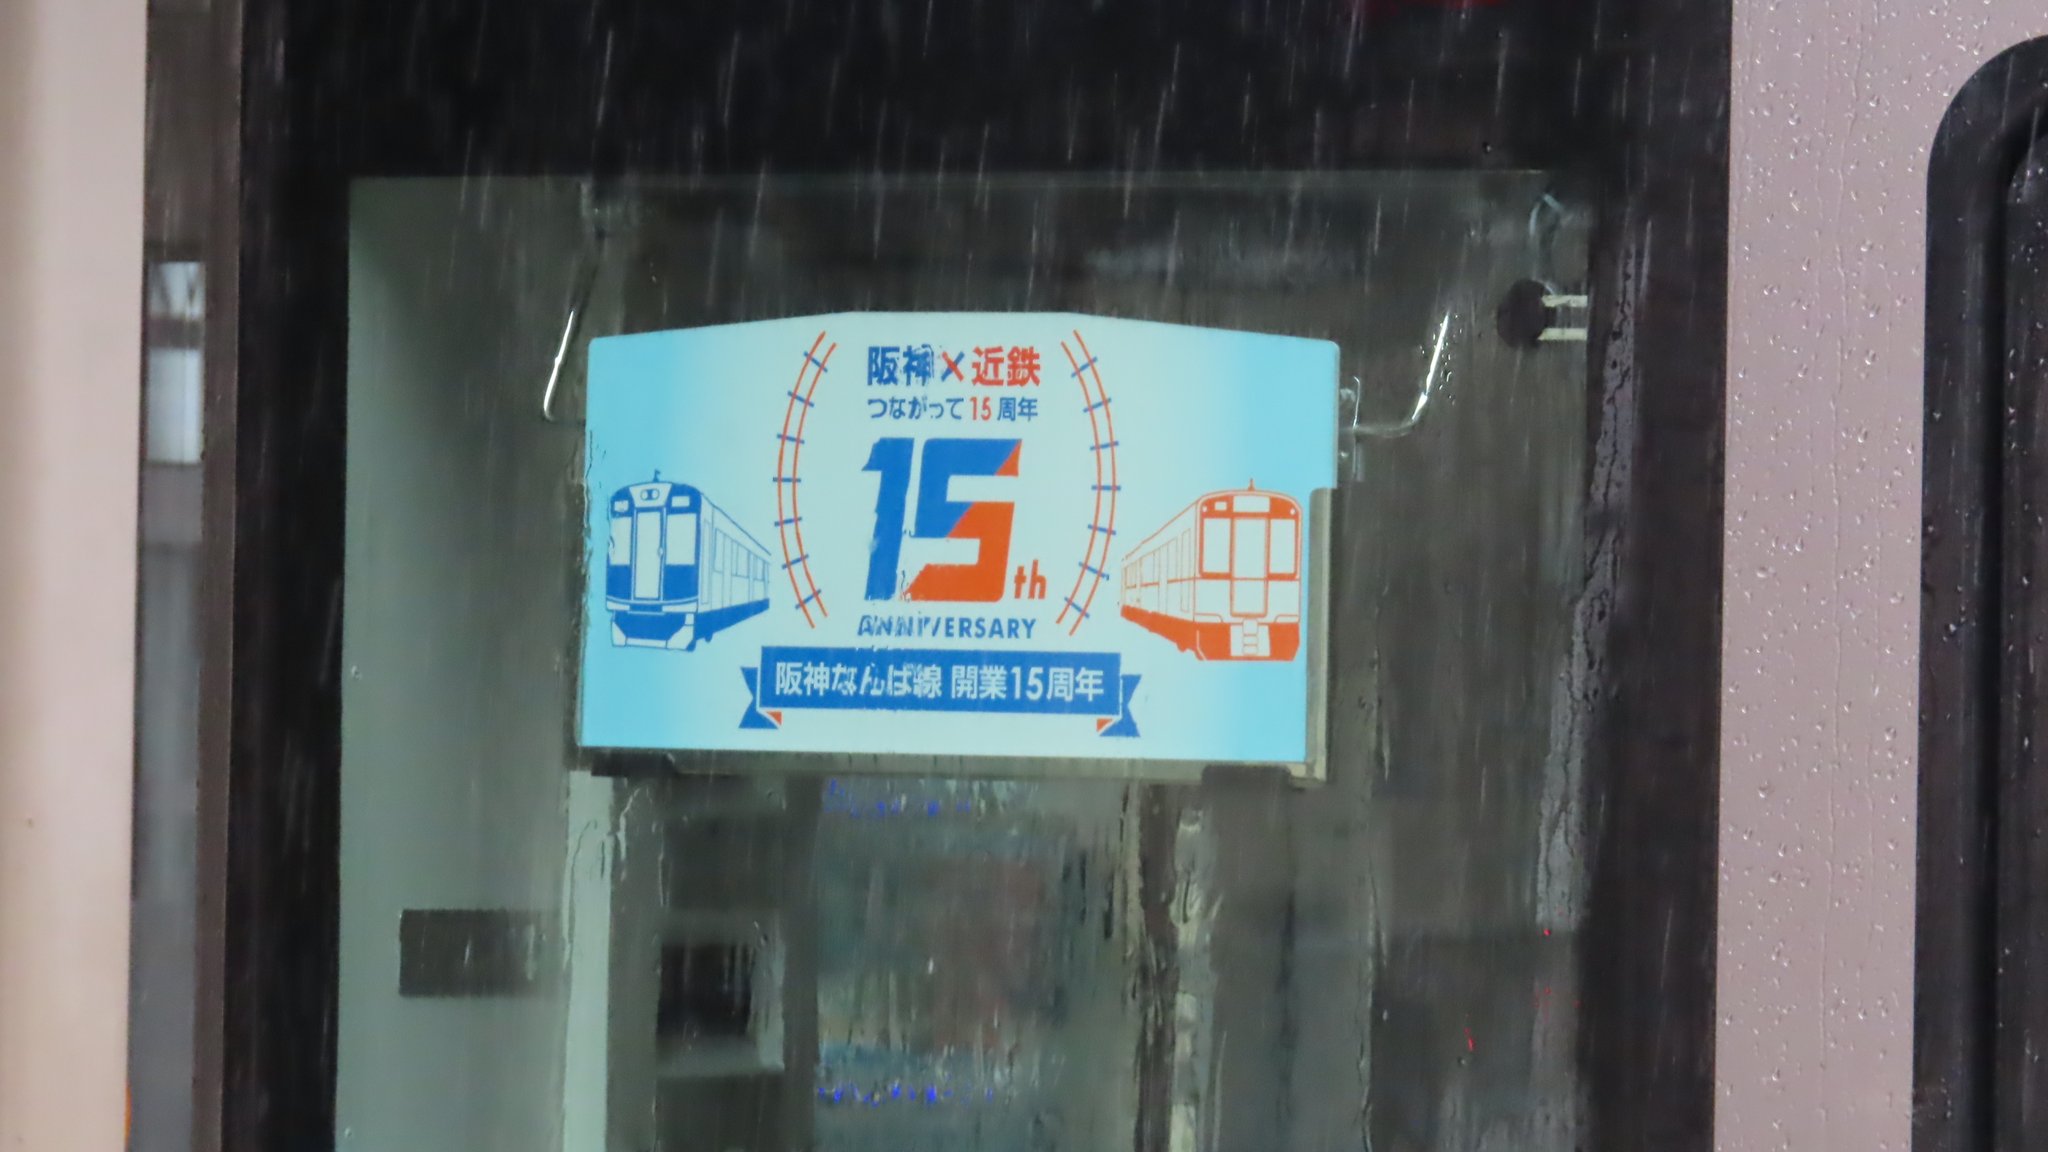 阪神×近鉄
つながって15周年
15th
ANNIVERSARY
阪神なんば線 開業15周年